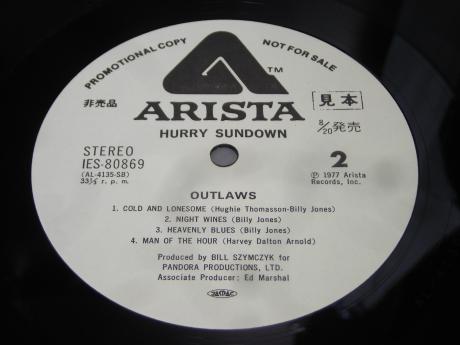 PROMOTIONAL COPY
NOT FOR SALE
TM
非売品
ARISTA
見本
HURRY SUNDOWN
8/20発売
STEREO
IES-80869
(AL-4135-SB)
33⅓ r. p. m.
2
Ⓟ 1977 Arista
Records, Inc.
OUTLAWS
1. COLD AND LONESOME (Hughie Thomasson-Billy Jones)
2. NIGHT WINES (Billy Jones)
3. HEAVENLY BLUES (Billy Jones)
4. MAN OF THE HOUR (Harvey Dalton Arnold)
Produced by BILL SZYMCZYK for
PANDORA PRODUCTIONS, LTD.
Associate Producer: Ed Marshal
JASRAC